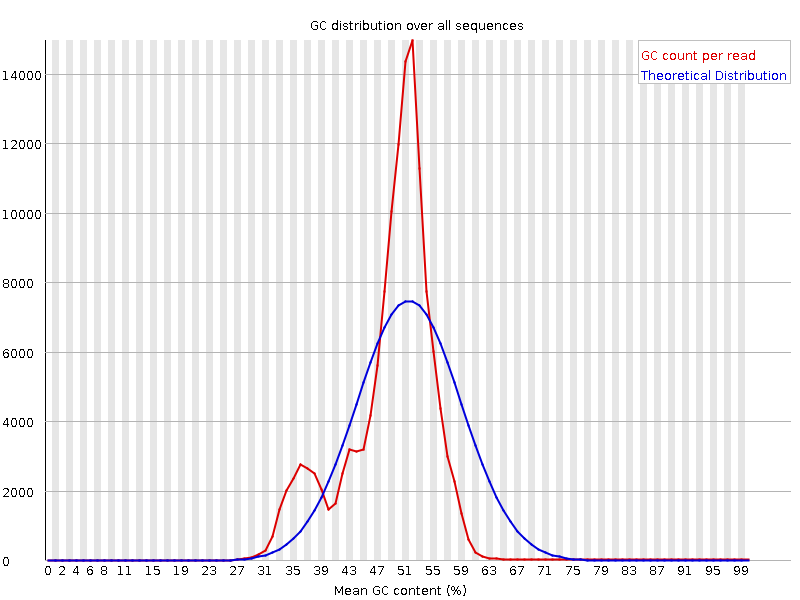 GC distribution over all sequences
GC count per read
Theoretical Distribution
14000
12000
10000
8000
6000
4000
2000
0
0 2 4 6 8 11 15 19 23 27 31 35 39 43 47 51 55 59 63 67 71 75 79 83 87 91 95 99
Mean GC content (%)